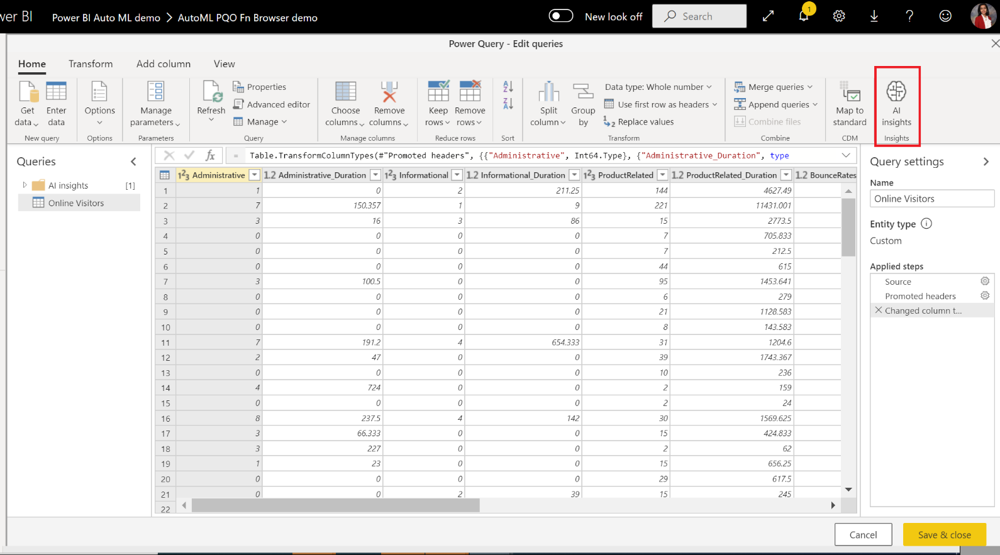 wer BI
Power BI Auto ML demo > AutoML PQO Fn Browser demo
New look off
Search
1
?
Power Query - Edit queries
Home Transform Add column View
Get data
Enter data
New query
Options
Options
Manage parameters
Parameters
Refresh
Properties
Advanced editor
Manage
Query
Choose columns
Remove columns
Manage columns
Keep rows
Remove rows
Reduce rows
A Z
Z A
Sort
Split column
Group by
Data type: Whole number
Use first row as headers
1 2 Replace values
Transform
Merge queries
Append queries
Combine files
Combine
Map to standard
CDM
AI insights
Insights
Queries
AI insights [1]
Online Visitors
fx = Table.TransformColumnTypes(#"Promoted headers", {{"Administrative", Int64.Type}, {"Administrative_Duration", type
1²3 Administrative 1.2 Administrative_Duration 1²3 Informational 1.2 Informational_Duration 1²3 ProductRelated 1.2 ProductRelated_Duration 1.2 BounceRates
1 1 0 2 211.25 144 4627.49
2 7 150.357 1 9 221 11431.001
3 3 16 3 86 15 2773.5
4 0 0 0 0 7 705.833
5 0 0 0 0 7 212.5
6 0 0 0 0 44 615
7 3 100.5 0 0 95 1453.641
8 0 0 0 0 6 279
9 0 0 0 0 21 1128.583
10 0 0 0 0 8 143.583
11 7 191.2 4 654.333 31 1204.6
12 2 47 0 0 39 1743.367
13 0 0 0 0 10 236
14 4 724 0 0 2 159
15 0 0 0 0 2 24
16 8 237.5 4 142 30 1569.625
17 3 66.333 0 0 15 424.833
18 3 227 0 0 2 62
19 1 23 0 0 15 656.25
20 0 0 0 0 29 617.5
21 0 0 2 39 15 245
22
Query settings
Name
Online Visitors
Entity type
Custom
Applied steps
Source
Promoted headers
Changed column t...
Cancel
Save & close